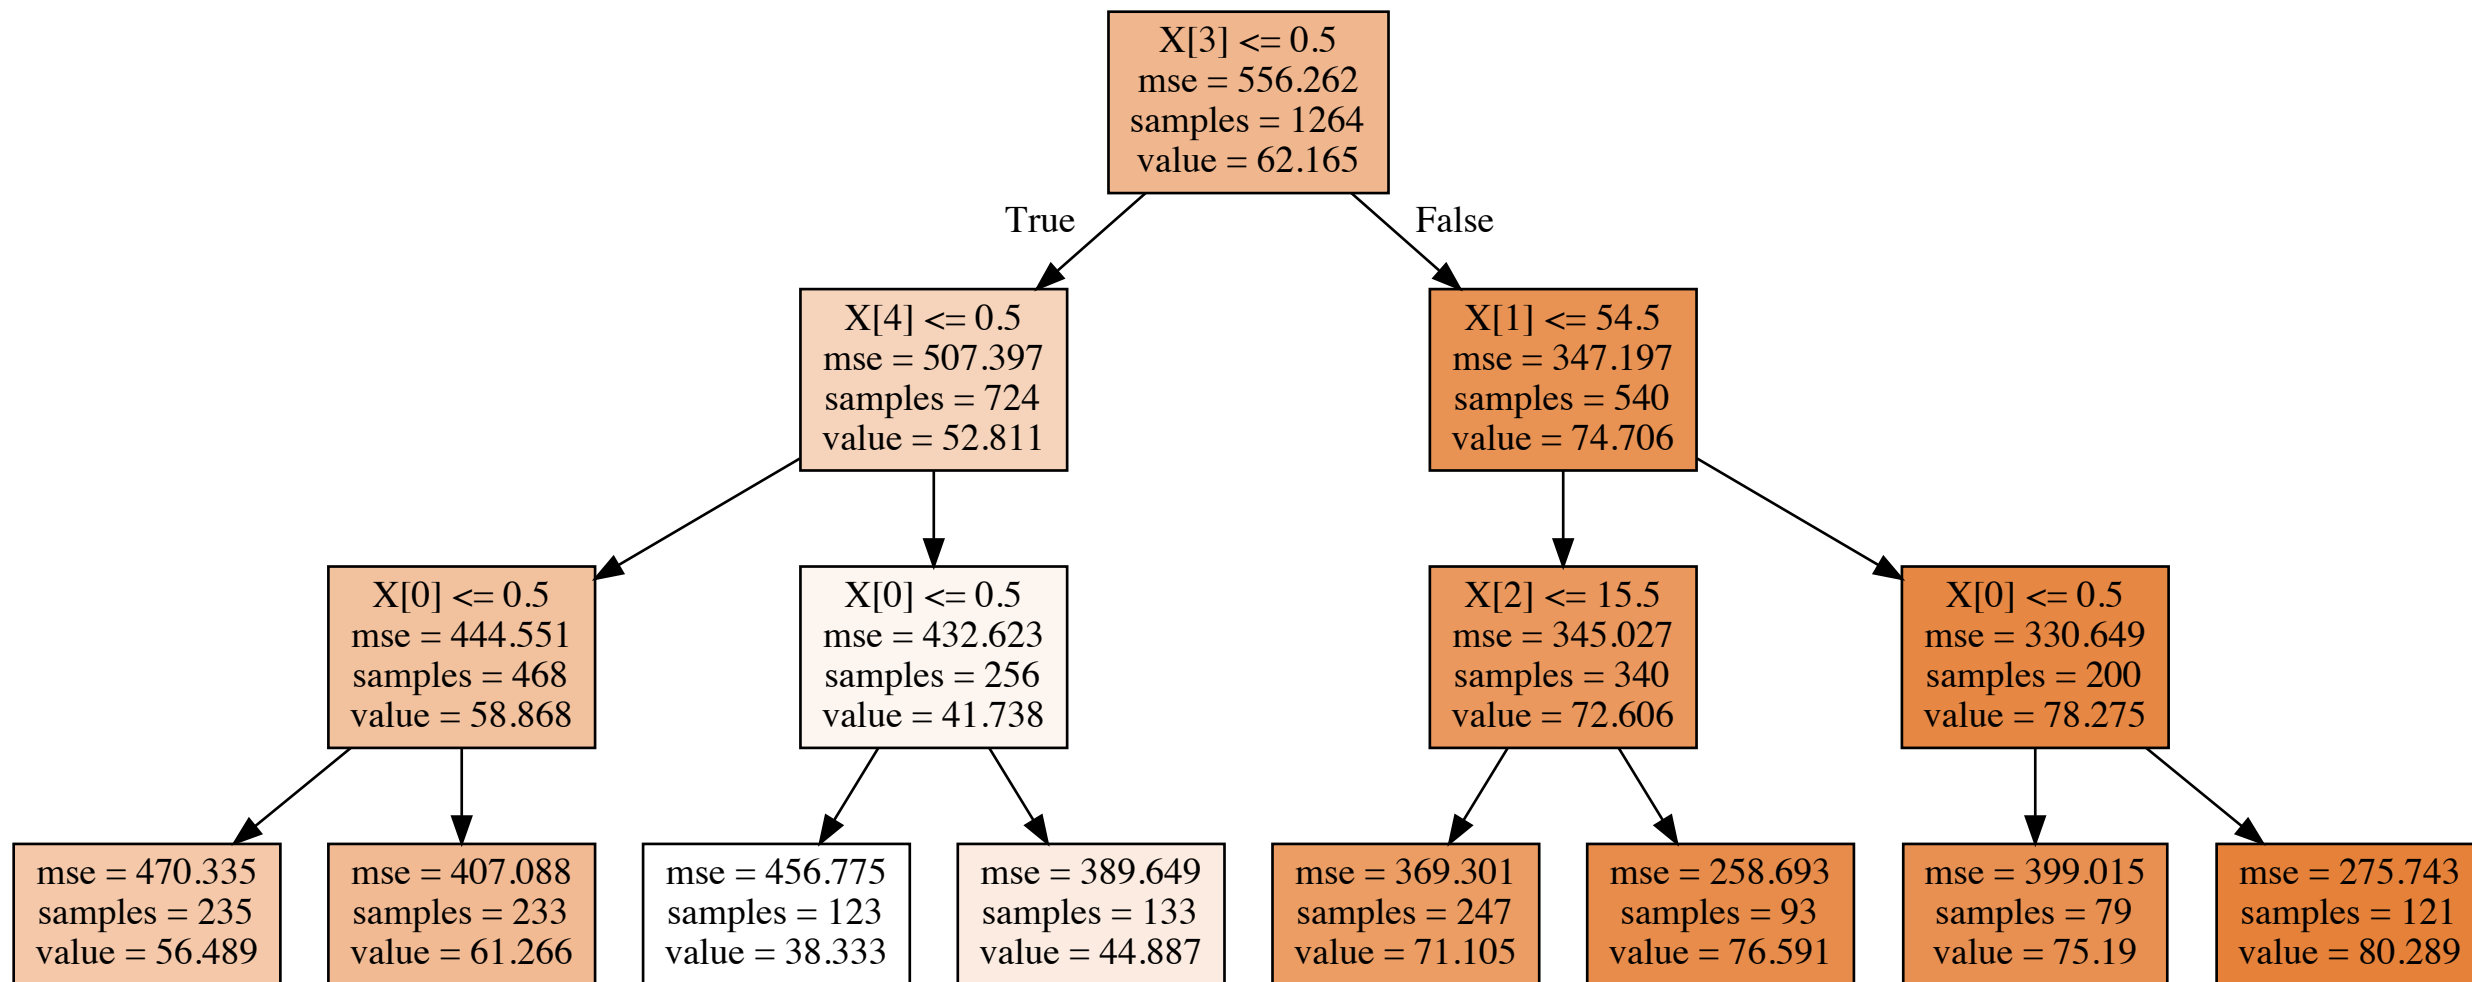 X[3] <= 0.5
mse = 556.262
samples = 1264
value = 62.165
True
False
X[4] <= 0.5
mse = 507.397
samples = 724
value = 52.811
X[1] <= 54.5
mse = 347.197
samples = 540
value = 74.706
X[0] <= 0.5
mse = 444.551
samples = 468
value = 58.868
X[0] <= 0.5
mse = 432.623
samples = 256
value = 41.738
X[2] <= 15.5
mse = 345.027
samples = 340
value = 72.606
X[0] <= 0.5
mse = 330.649
samples = 200
value = 78.275
mse = 470.335
samples = 235
value = 56.489
mse = 407.088
samples = 233
value = 61.266
mse = 456.775
samples = 123
value = 38.333
mse = 389.649
samples = 133
value = 44.887
mse = 369.301
samples = 247
value = 71.105
mse = 258.693
samples = 93
value = 76.591
mse = 399.015
samples = 79
value = 75.19
mse = 275.743
samples = 121
value = 80.289